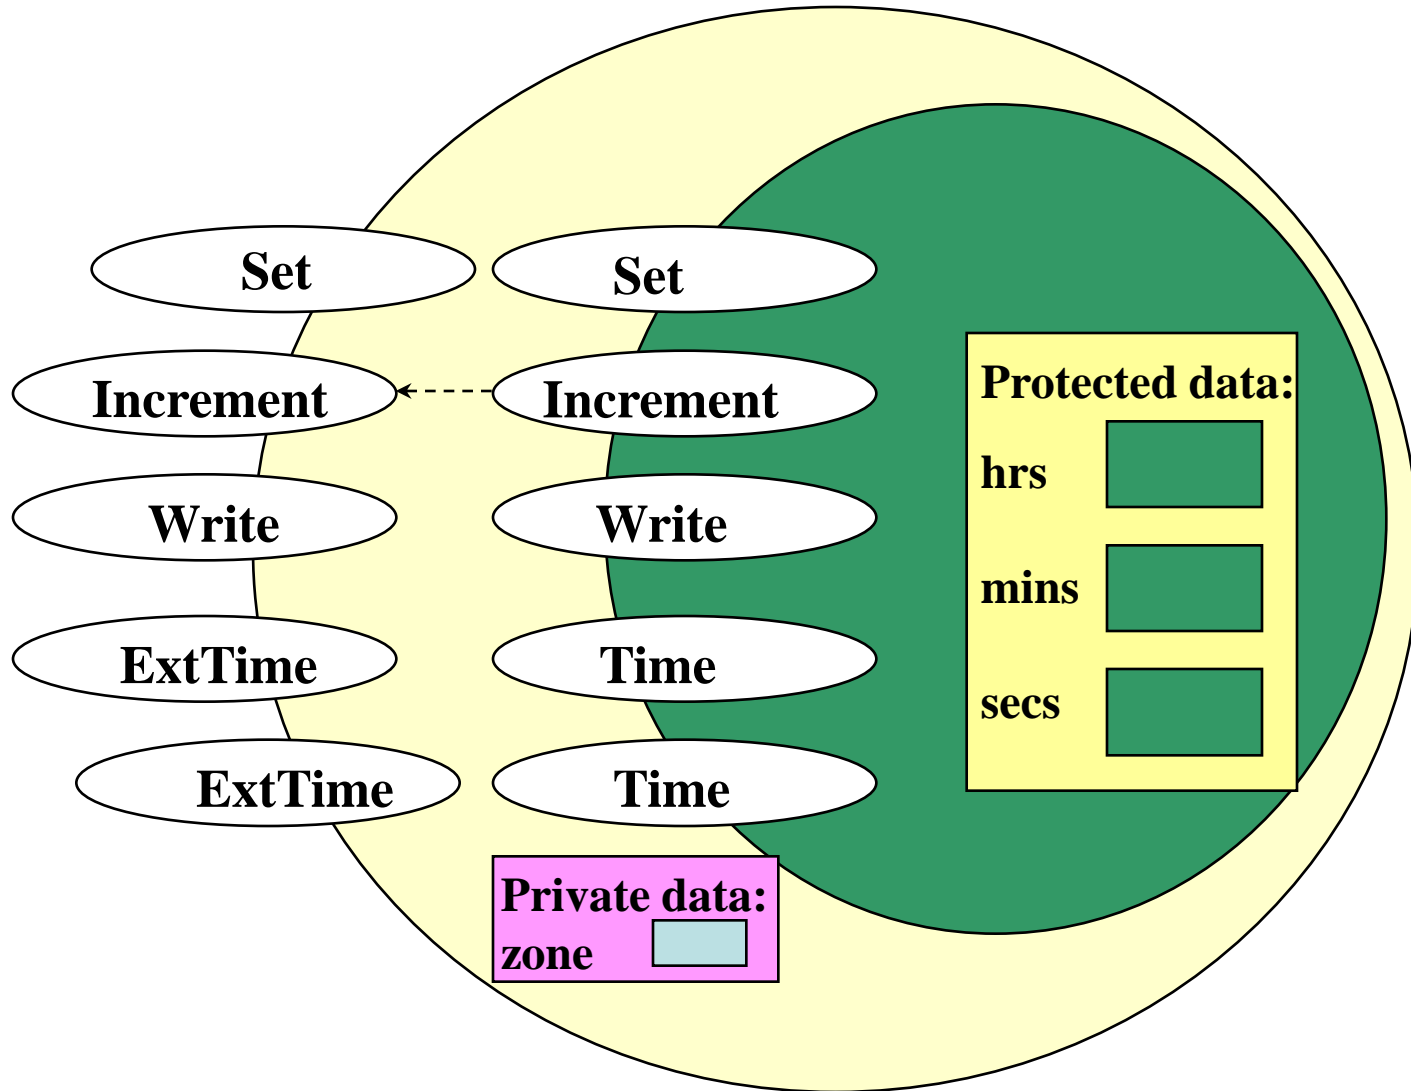 Set
Set
Increment
Increment
Write
Write
ExtTime
Time
ExtTime
Time
Protected data:
hrs
mins
secs
Private data:
zone